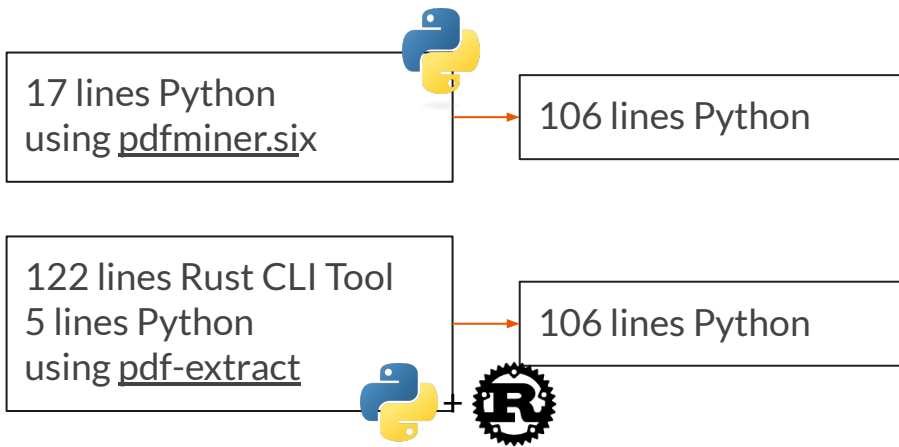 17 lines Python
using pdfminer.six
106 lines Python
122 lines Rust CLI Tool
5 lines Python
using pdf-extract
106 lines Python
+
R